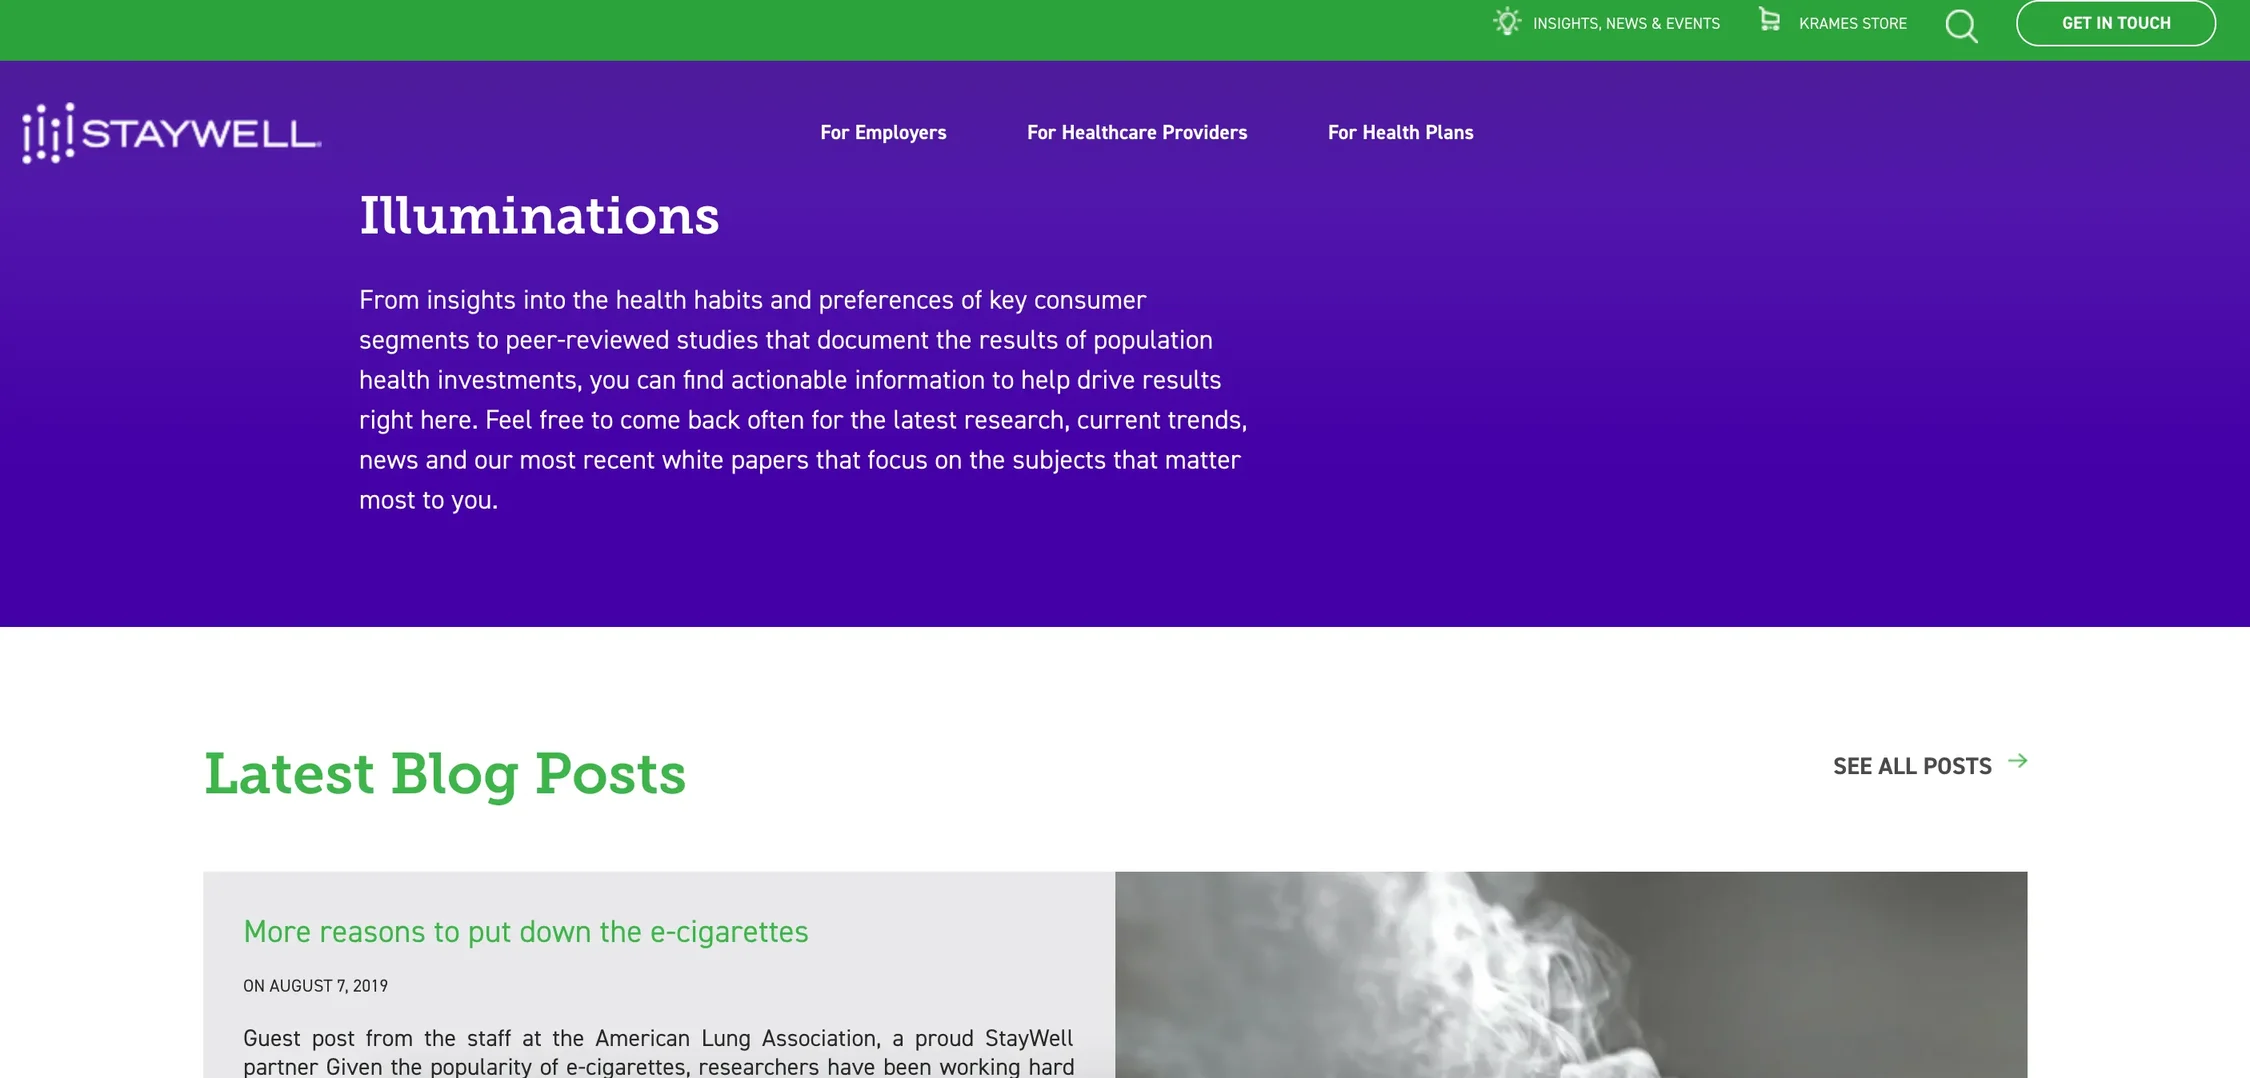 INSIGHTS, NEWS & EVENTS
KRAMES STORE
GET IN TOUCH
STAYWELL
For Employers
For Healthcare Providers
For Health Plans
Illuminations
From insights into the health habits and preferences of key consumer
segments to peer-reviewed studies that document the results of population
health investments, you can find actionable information to help drive results
right here. Feel free to come back often for the latest research, current trends,
news and our most recent white papers that focus on the subjects that matter
most to you.
Latest Blog Posts
SEE ALL POSTS
More reasons to put down the e-cigarettes
ON AUGUST 7, 2019
Guest post from the staff at the American Lung Association, a proud StayWell
partner Given the popularity of e-cigarettes, researchers have been working hard